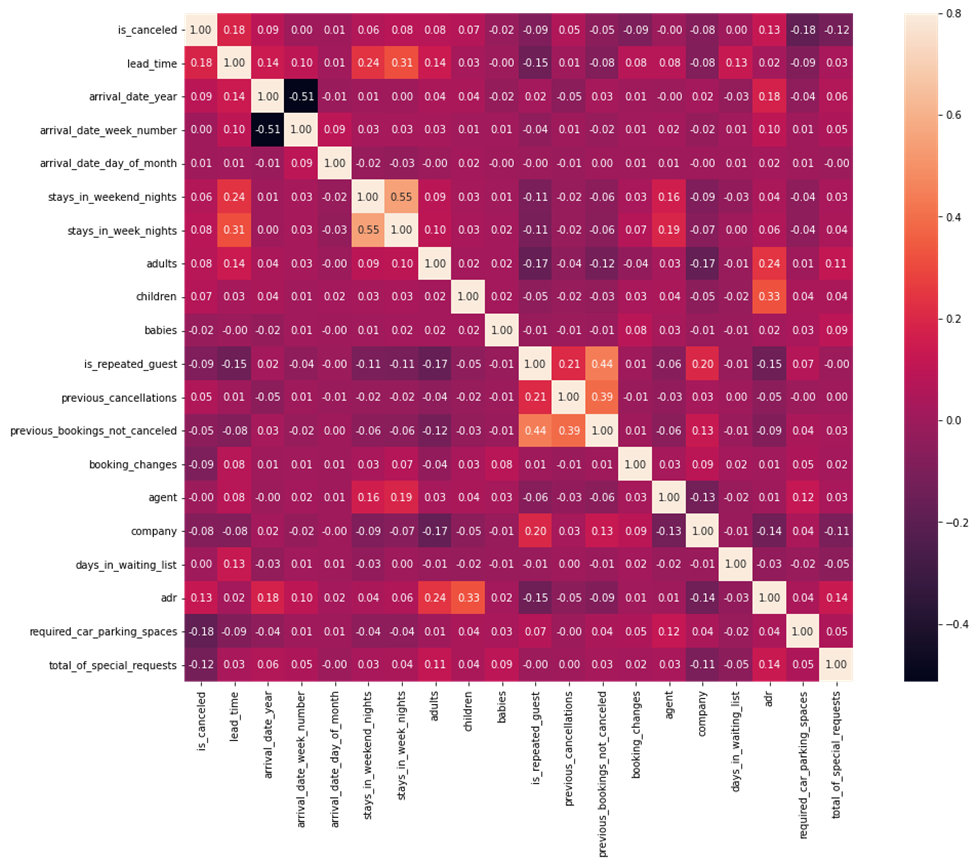 is_canceled 1.00 0.18 0.09 0.00 0.01 0.06 0.08 0.08 0.07 -0.02 -0.09 0.05 -0.05 -0.09 -0.00 -0.08 0.00 0.13 -0.18 -0.12
lead_time 0.18 1.00 0.14 0.10 0.01 0.24 0.31 0.14 0.03 -0.00 -0.15 0.01 -0.08 0.08 0.08 -0.08 0.13 0.02 -0.09 0.03
arrival_date_year 0.09 0.14 1.00 -0.51 -0.01 0.01 0.00 0.04 0.04 -0.02 0.02 -0.05 0.03 0.01 -0.00 0.02 -0.03 0.18 -0.04 0.06
arrival_date_week_number 0.00 0.10 -0.51 1.00 0.09 0.03 0.03 0.03 0.01 0.01 -0.04 0.01 -0.02 0.01 0.02 -0.02 0.01 0.10 0.01 0.05
arrival_date_day_of_month 0.01 0.01 -0.01 0.09 1.00 -0.02 -0.03 -0.00 0.02 -0.00 -0.00 -0.01 0.00 0.01 0.01 -0.00 0.01 0.02 0.01 -0.00
stays_in_weekend_nights 0.06 0.24 0.01 0.03 -0.02 1.00 0.55 0.09 0.03 0.01 -0.11 -0.02 -0.06 0.03 0.16 -0.09 -0.03 0.04 -0.04 0.03
stays_in_week_nights 0.08 0.31 0.00 0.03 -0.03 0.55 1.00 0.10 0.03 0.02 -0.11 -0.02 -0.06 0.07 0.19 -0.07 0.00 0.06 -0.04 0.04
adults 0.08 0.14 0.04 0.03 -0.00 0.09 0.10 1.00 0.02 0.02 -0.17 -0.04 -0.12 -0.04 0.03 -0.17 -0.01 0.24 0.01 0.11
children 0.07 0.03 0.04 0.01 0.02 0.03 0.03 0.02 1.00 0.02 -0.05 -0.02 -0.03 0.03 0.04 -0.05 -0.02 0.33 0.04 0.04
babies -0.02 -0.00 -0.02 0.01 -0.00 0.01 0.02 0.02 0.02 1.00 -0.01 -0.01 -0.01 0.08 0.03 -0.01 -0.01 0.02 0.03 0.09
is_repeated_guest -0.09 -0.15 0.02 -0.04 -0.00 -0.11 -0.11 -0.17 -0.05 -0.01 1.00 0.21 0.44 0.01 -0.06 0.20 -0.01 -0.15 0.07 -0.00
previous_cancellations 0.05 0.01 -0.05 0.01 -0.01 -0.02 -0.02 -0.04 -0.02 -0.01 0.21 1.00 0.39 -0.01 -0.03 0.03 0.00 -0.05 -0.00 0.00
previous_bookings_not_canceled -0.05 -0.08 0.03 -0.02 0.00 -0.06 -0.06 -0.12 -0.03 -0.01 0.44 0.39 1.00 0.01 -0.06 0.13 -0.01 -0.09 0.04 0.03
booking_changes -0.09 0.08 0.01 0.01 0.01 0.03 0.07 -0.04 0.03 0.08 0.01 -0.01 0.01 1.00 0.03 0.09 0.02 0.01 0.05 0.02
agent -0.00 0.08 -0.00 0.02 0.01 0.16 0.19 0.03 0.04 0.03 -0.06 -0.03 -0.06 0.03 1.00 -0.13 -0.02 0.01 0.12 0.03
company -0.08 -0.08 0.02 -0.02 -0.00 -0.09 -0.07 -0.17 -0.05 -0.01 0.20 0.03 0.13 0.09 -0.13 1.00 -0.01 -0.14 0.04 -0.11
days_in_waiting_list 0.00 0.13 -0.03 0.01 0.01 -0.03 0.00 -0.01 -0.02 -0.01 -0.01 0.00 -0.01 0.02 -0.02 -0.01 1.00 -0.03 -0.02 -0.05
adr 0.13 0.02 0.18 0.10 0.02 0.04 0.06 0.24 0.33 0.02 -0.15 -0.05 -0.09 0.01 0.01 -0.14 -0.03 1.00 0.04 0.14
required_car_parking_spaces -0.18 -0.09 -0.04 0.01 0.01 -0.04 -0.04 0.01 0.04 0.03 0.07 -0.00 0.04 0.05 0.12 0.04 -0.02 0.04 1.00 0.05
total_of_special_requests -0.12 0.03 0.06 0.05 -0.00 0.03 0.04 0.11 0.04 0.09 -0.00 0.00 0.03 0.02 0.03 -0.11 -0.05 0.14 0.05 1.00
is_canceled
lead_time
arrival_date_year
arrival_date_week_number
arrival_date_day_of_month
stays_in_weekend_nights
stays_in_week_nights
adults
children
babies
is_repeated_guest
previous_cancellations
previous_bookings_not_canceled
booking_changes
agent
company
days_in_waiting_list
adr
required_car_parking_spaces
total_of_special_requests
0.8
0.6
0.4
0.2
0.0
-0.2
-0.4